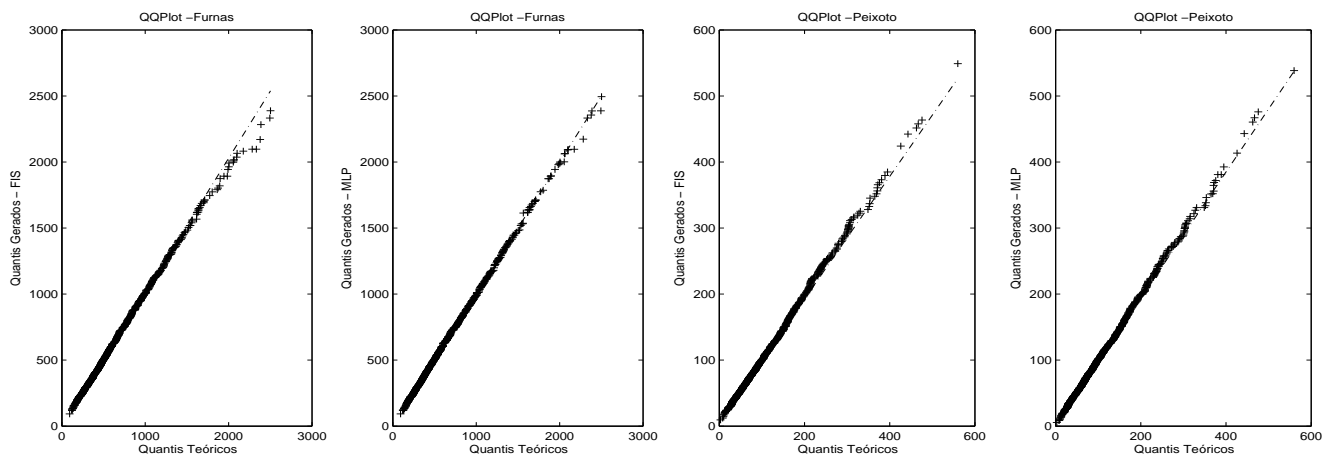 QQPlot –Furnas
3000
2500
2000
1500
1000
500
0
0 1000 2000 3000
Quantis Gerados – FIS
Quantis Teóricos
QQPlot –Furnas
3000
2500
2000
1500
1000
500
0
0 1000 2000 3000
Quantis Gerados – MLP
Quantis Teóricos
QQPlot –Peixoto
600
500
400
300
200
100
0
0 200 400 600
Quantis Gerados – FIS
Quantis Teóricos
QQPlot –Peixoto
600
500
400
300
200
100
0
0 200 400 600
Quantis Gerados – MLP
Quantis Teóricos